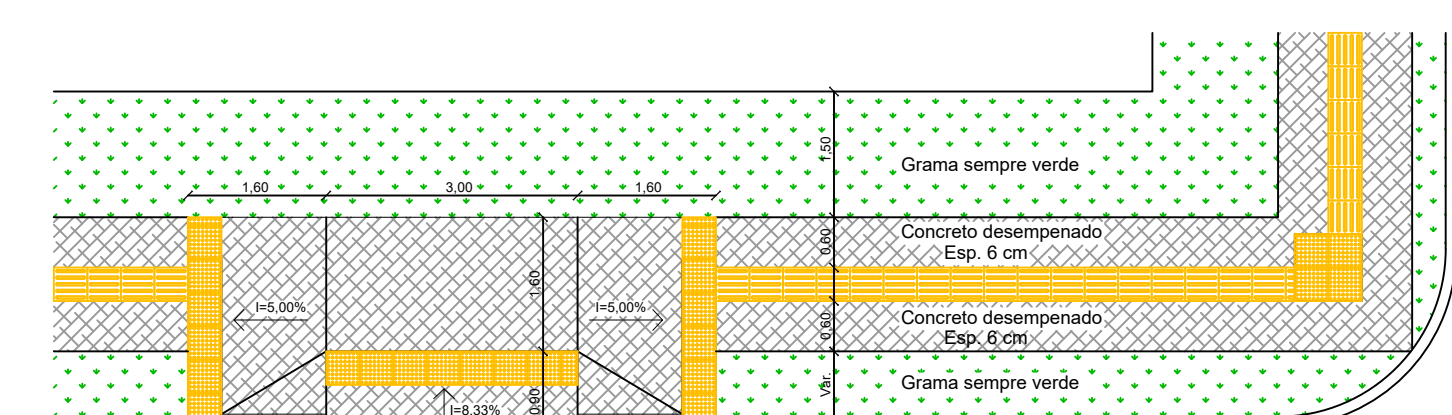 1,50
Grama sempre verde
1,60
3,00
1,60
0,60
Concreto desempenado
Esp. 6 cm
1,60
I=5,00%
I=5,00%
0,60
Concreto desempenado
Esp. 6 cm
Var.
Grama sempre verde
0,90
I=8,33%